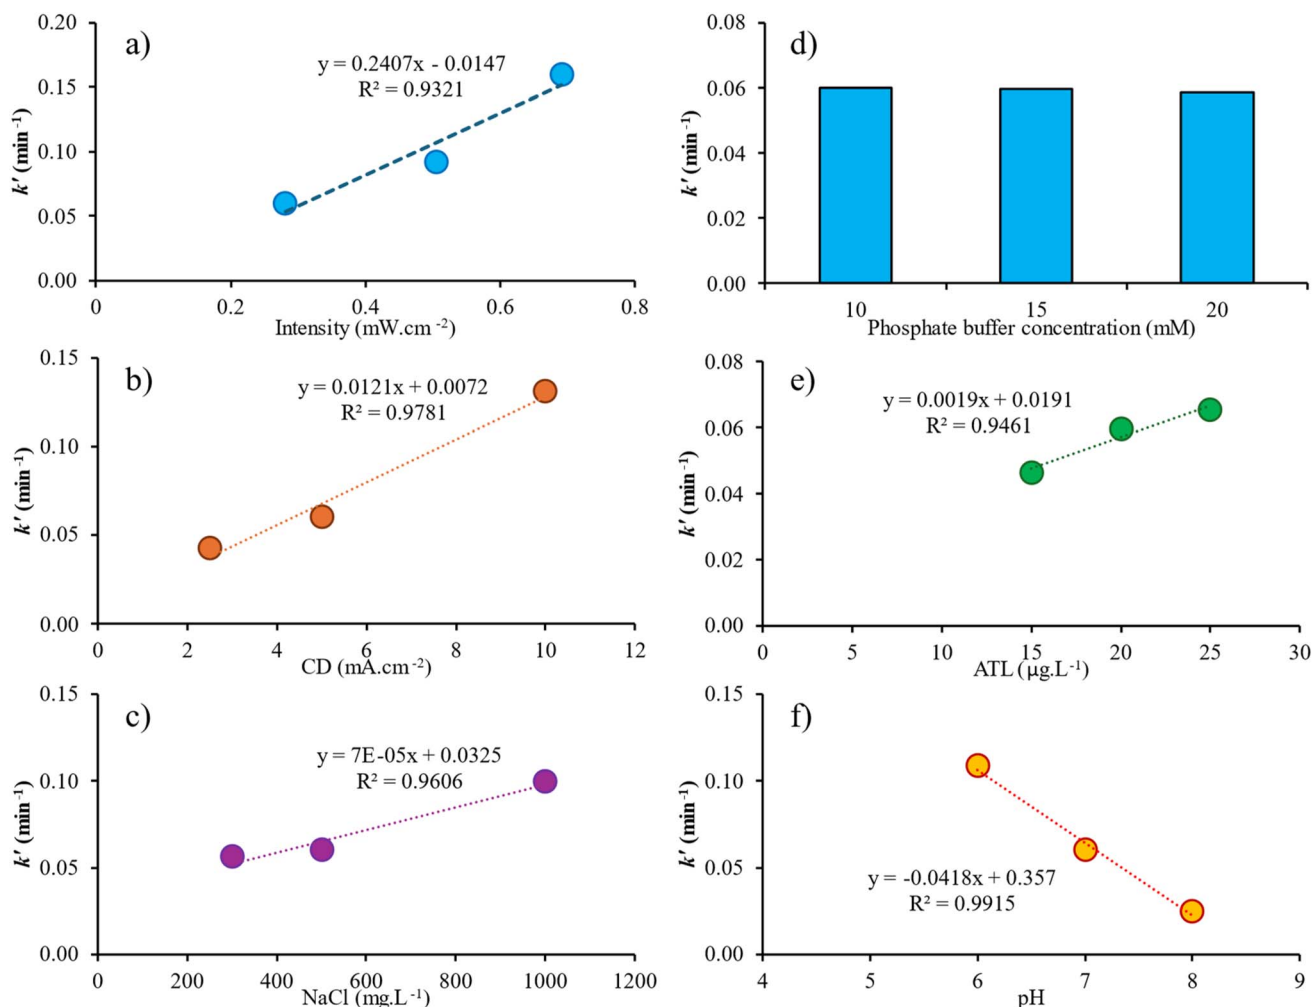 a)
y = 0.2407x - 0.0147
R² = 0.9321
k′ (min⁻¹)
0.20
0.15
0.10
0.05
0.00
0 0.2 0.4 0.6 0.8
Intensity (mW.cm⁻²)
b)
y = 0.0121x + 0.0072
R² = 0.9781
k′ (min⁻¹)
0.15
0.10
0.05
0.00
0 2 4 6 8 10 12
CD (mA.cm⁻²)
c)
y = 7E-05x + 0.0325
R² = 0.9606
k′ (min⁻¹)
0.15
0.10
0.05
0.00
0 200 400 600 800 1000 1200
NaCl (mg.L⁻¹)
d)
k′ (min⁻¹)
0.08
0.06
0.04
0.02
0.00
10 15 20
Phosphate buffer concentration (mM)
e)
y = 0.0019x + 0.0191
R² = 0.9461
k′ (min⁻¹)
0.08
0.06
0.04
0.02
0.00
0 5 10 15 20 25 30
ATL (µg.L⁻¹)
f)
y = -0.0418x + 0.357
R² = 0.9915
k′ (min⁻¹)
0.15
0.10
0.05
0.00
4 5 6 7 8 9
pH